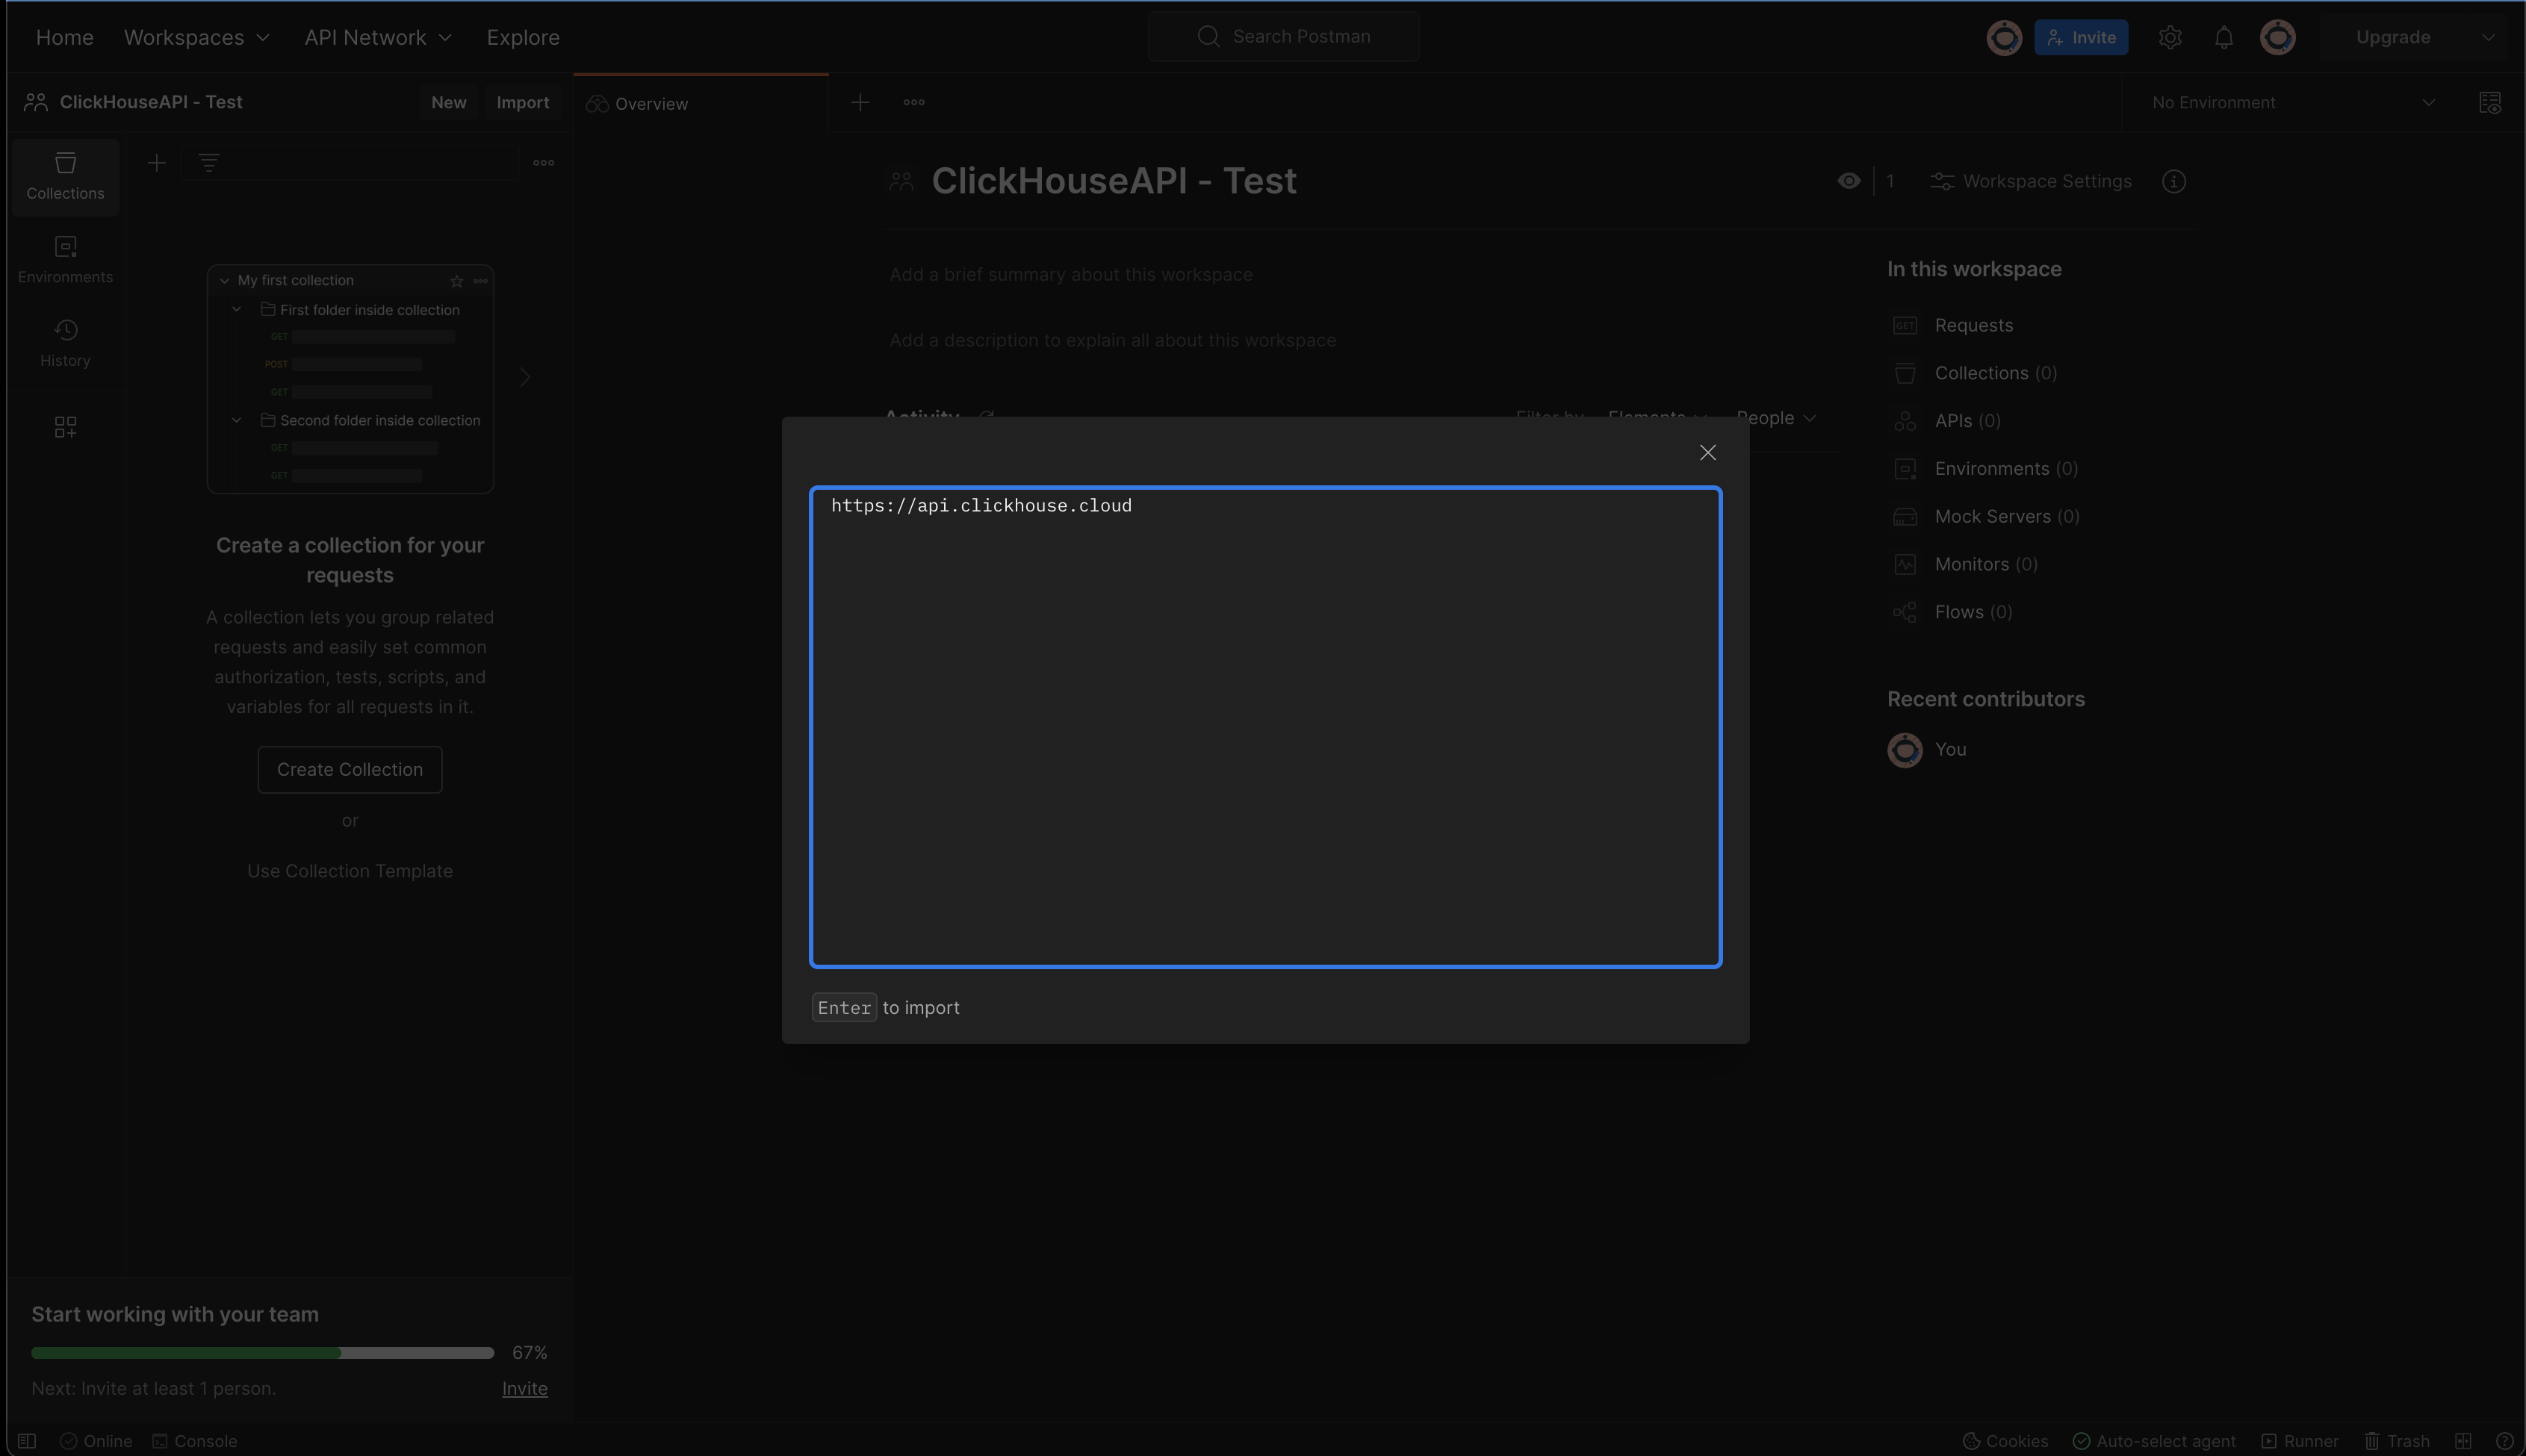 Home Workspaces API Network Explore Search Postman Invite Upgrade
ClickHouseAPI - Test New Import Overview No Environment
Collections
Environments
History
My first collection
First folder inside collection
GET
POST
GET
Second folder inside collection
GET
GET
Create a collection for your
requests
A collection lets you group related
requests and easily set common
authorization, tests, scripts, and
variables for all requests in it.
Create Collection
or
Use Collection Template
Start working with your team
67%
Next: Invite at least 1 person. Invite
ClickHouseAPI - Test 1 Workspace Settings
Add a brief summary about this workspace
Add a description to explain all about this workspace
Activity Filter by Elements People
https://api.clickhouse.cloud
Enter to import
In this workspace
GET Requests
Collections (0)
APIs (0)
Environments (0)
Mock Servers (0)
Monitors (0)
Flows (0)
Recent contributors
You
Online Console Cookies Auto-select agent Runner Trash